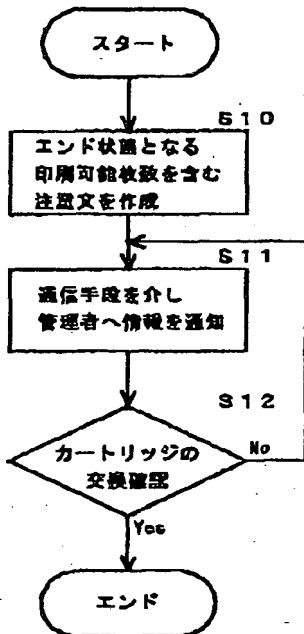 スタート
S10
エンド状態となる
印刷可能枚数を含む
注文文を作成
S11
通信手段を介し
管理者へ情報を通知
S12
カートリッジの
交換確認
No
Yes
エンド